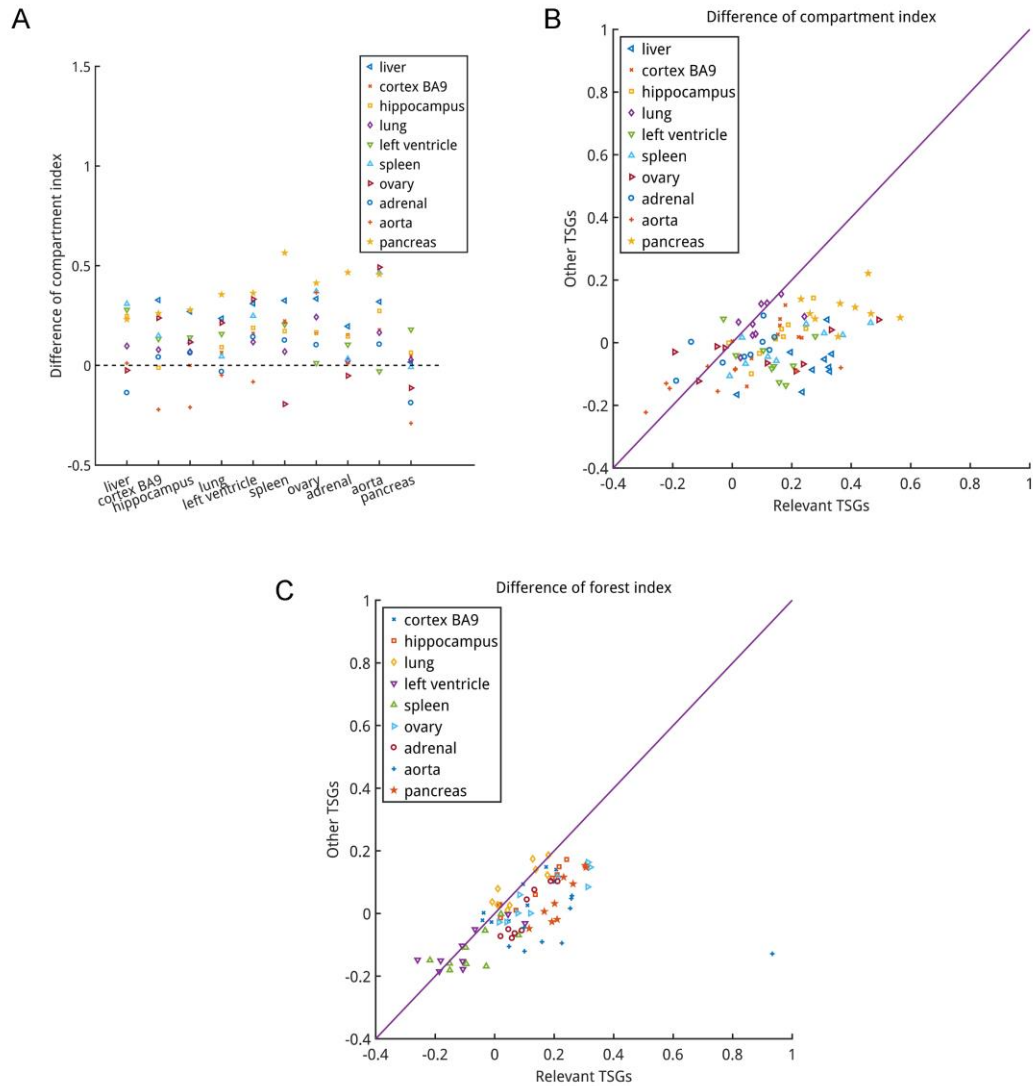 A
Difference of compartment index
1.5
1
0.5
0
-0.5
liver
cortex BA9
hippocampus
lung
left ventricle
spleen
ovary
adrenal
aorta
pancreas
liver
cortex BA9
hippocampus
lung
left ventricle
spleen
ovary
adrenal
aorta
pancreas
B
Difference of compartment index
Other TSGs
1
0.8
0.6
0.4
0.2
0
-0.2
-0.4
liver
cortex BA9
hippocampus
lung
left ventricle
spleen
ovary
adrenal
aorta
pancreas
-0.4 -0.2 0 0.2 0.4 0.6 0.8 1
Relevant TSGs
C
Difference of forest index
Other TSGs
1
0.8
0.6
0.4
0.2
0
-0.2
-0.4
cortex BA9
hippocampus
lung
left ventricle
spleen
ovary
adrenal
aorta
pancreas
-0.4 -0.2 0 0.2 0.4 0.6 0.8 1
Relevant TSGs